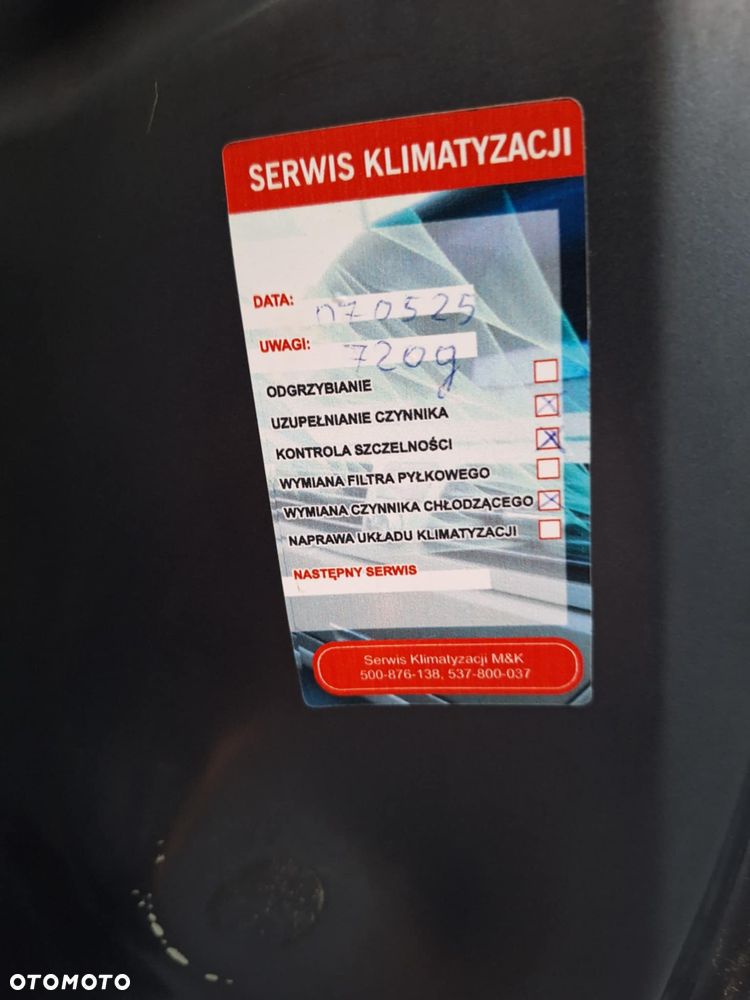 SERWIS KLIMATYZACJI
DATA: 070525
UWAGI: 720g
ODGRZYBIANIE
UZUPEŁNIANIE CZYNNIKA
KONTROLA SZCZELNOŚCI
WYMIANA FILTRA PYŁKOWEGO
WYMIANA CZYNNIKA CHŁODZĄCEGO
NAPRAWA UKŁADU KLIMATYZACJI
NASTĘPNY SERWIS
Serwis Klimatyzacji M&K
500-876-138, 537-800-037
OTOMOTO